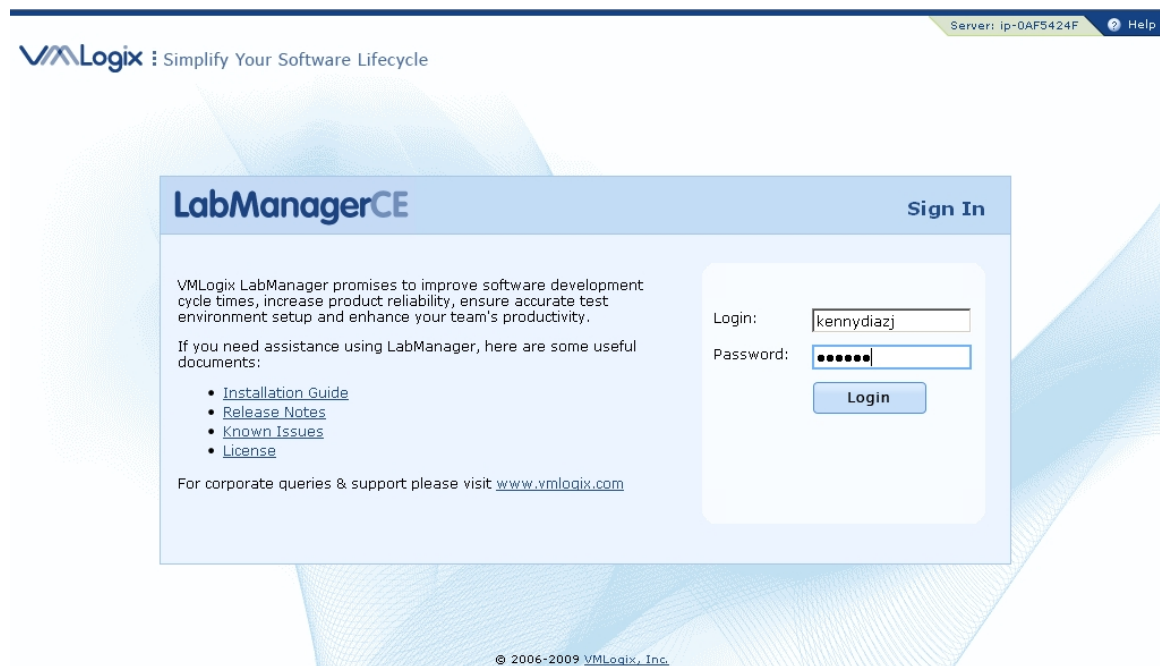 Server: ip-0AF5424F
Help
VMLogix
Simplify Your Software Lifecycle
LabManagerCE
Sign In
VMLogix LabManager promises to improve software development
cycle times, increase product reliability, ensure accurate test
environment setup and enhance your team's productivity.
If you need assistance using LabManager, here are some useful
documents:
• Installation Guide
• Release Notes
• Known Issues
• License
For corporate queries & support please visit www.vmlogix.com
Login: kennydiazj
Password: ••••••
Login
© 2006-2009 VMLogix, Inc.